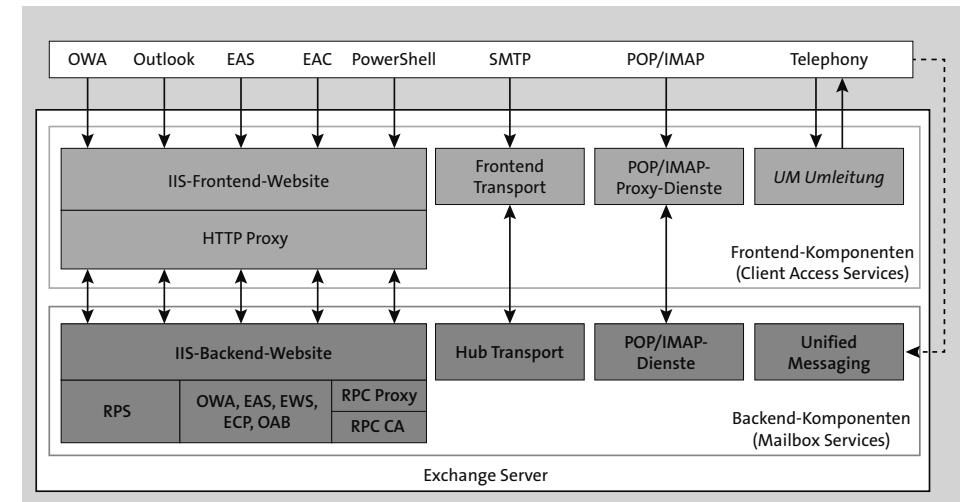 OWA Outlook EAS EAC PowerShell SMTP POP/IMAP Telephony
IIS-Frontend-Website
HTTP Proxy
Frontend
Transport
POP/IMAP-
Proxy-Dienste
UM Umleitung
Frontend-Komponenten
(Client Access Services)
IIS-Backend-Website
RPS
OWA, EAS, EWS,
ECP, OAB
RPC Proxy
RPC CA
Hub Transport
POP/IMAP-
Dienste
Unified
Messaging
Backend-Komponenten
(Mailbox Services)
Exchange Server